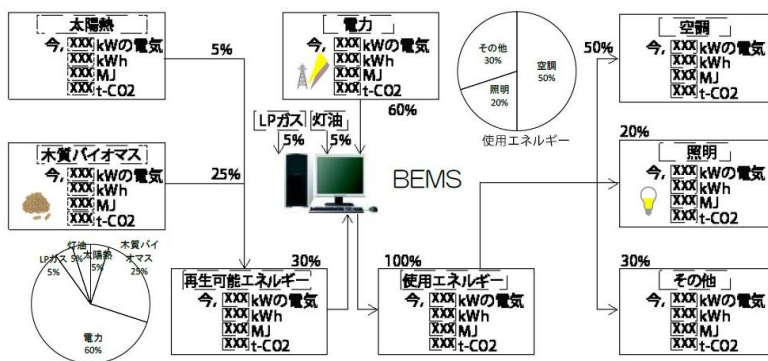 太陽熱
今, XXX kWの電気
XXX kWh
XXX MJ
XXX t-CO2
5%
電力
今, XXX kWの電気
XXX kWh
XXX MJ
XXX t-CO2
60%
その他
30%
空調
50%
照明
20%
使用エネルギー
50%
空調
今, XXX kWの電気
XXX kWh
XXX MJ
XXX t-CO2
LPガス
5%
灯油
5%
木質バイオマス
今, XXX kWの電気
XXX kWh
XXX MJ
XXX t-CO2
25%
BEMS
20%
照明
今, XXX kWの電気
XXX kWh
XXX MJ
XXX t-CO2
灯油
5%
太陽熱
5%
木質バイ
オマス
25%
LPガス
5%
電力
60%
30%
再生可能エネルギー
今, XXX kWの電気
XXX kWh
XXX MJ
XXX t-CO2
100%
使用エネルギー
今, XXX kWの電気
XXX kWh
XXX MJ
XXX t-CO2
30%
その他
今, XXX kWの電気
XXX kWh
XXX MJ
XXX t-CO2